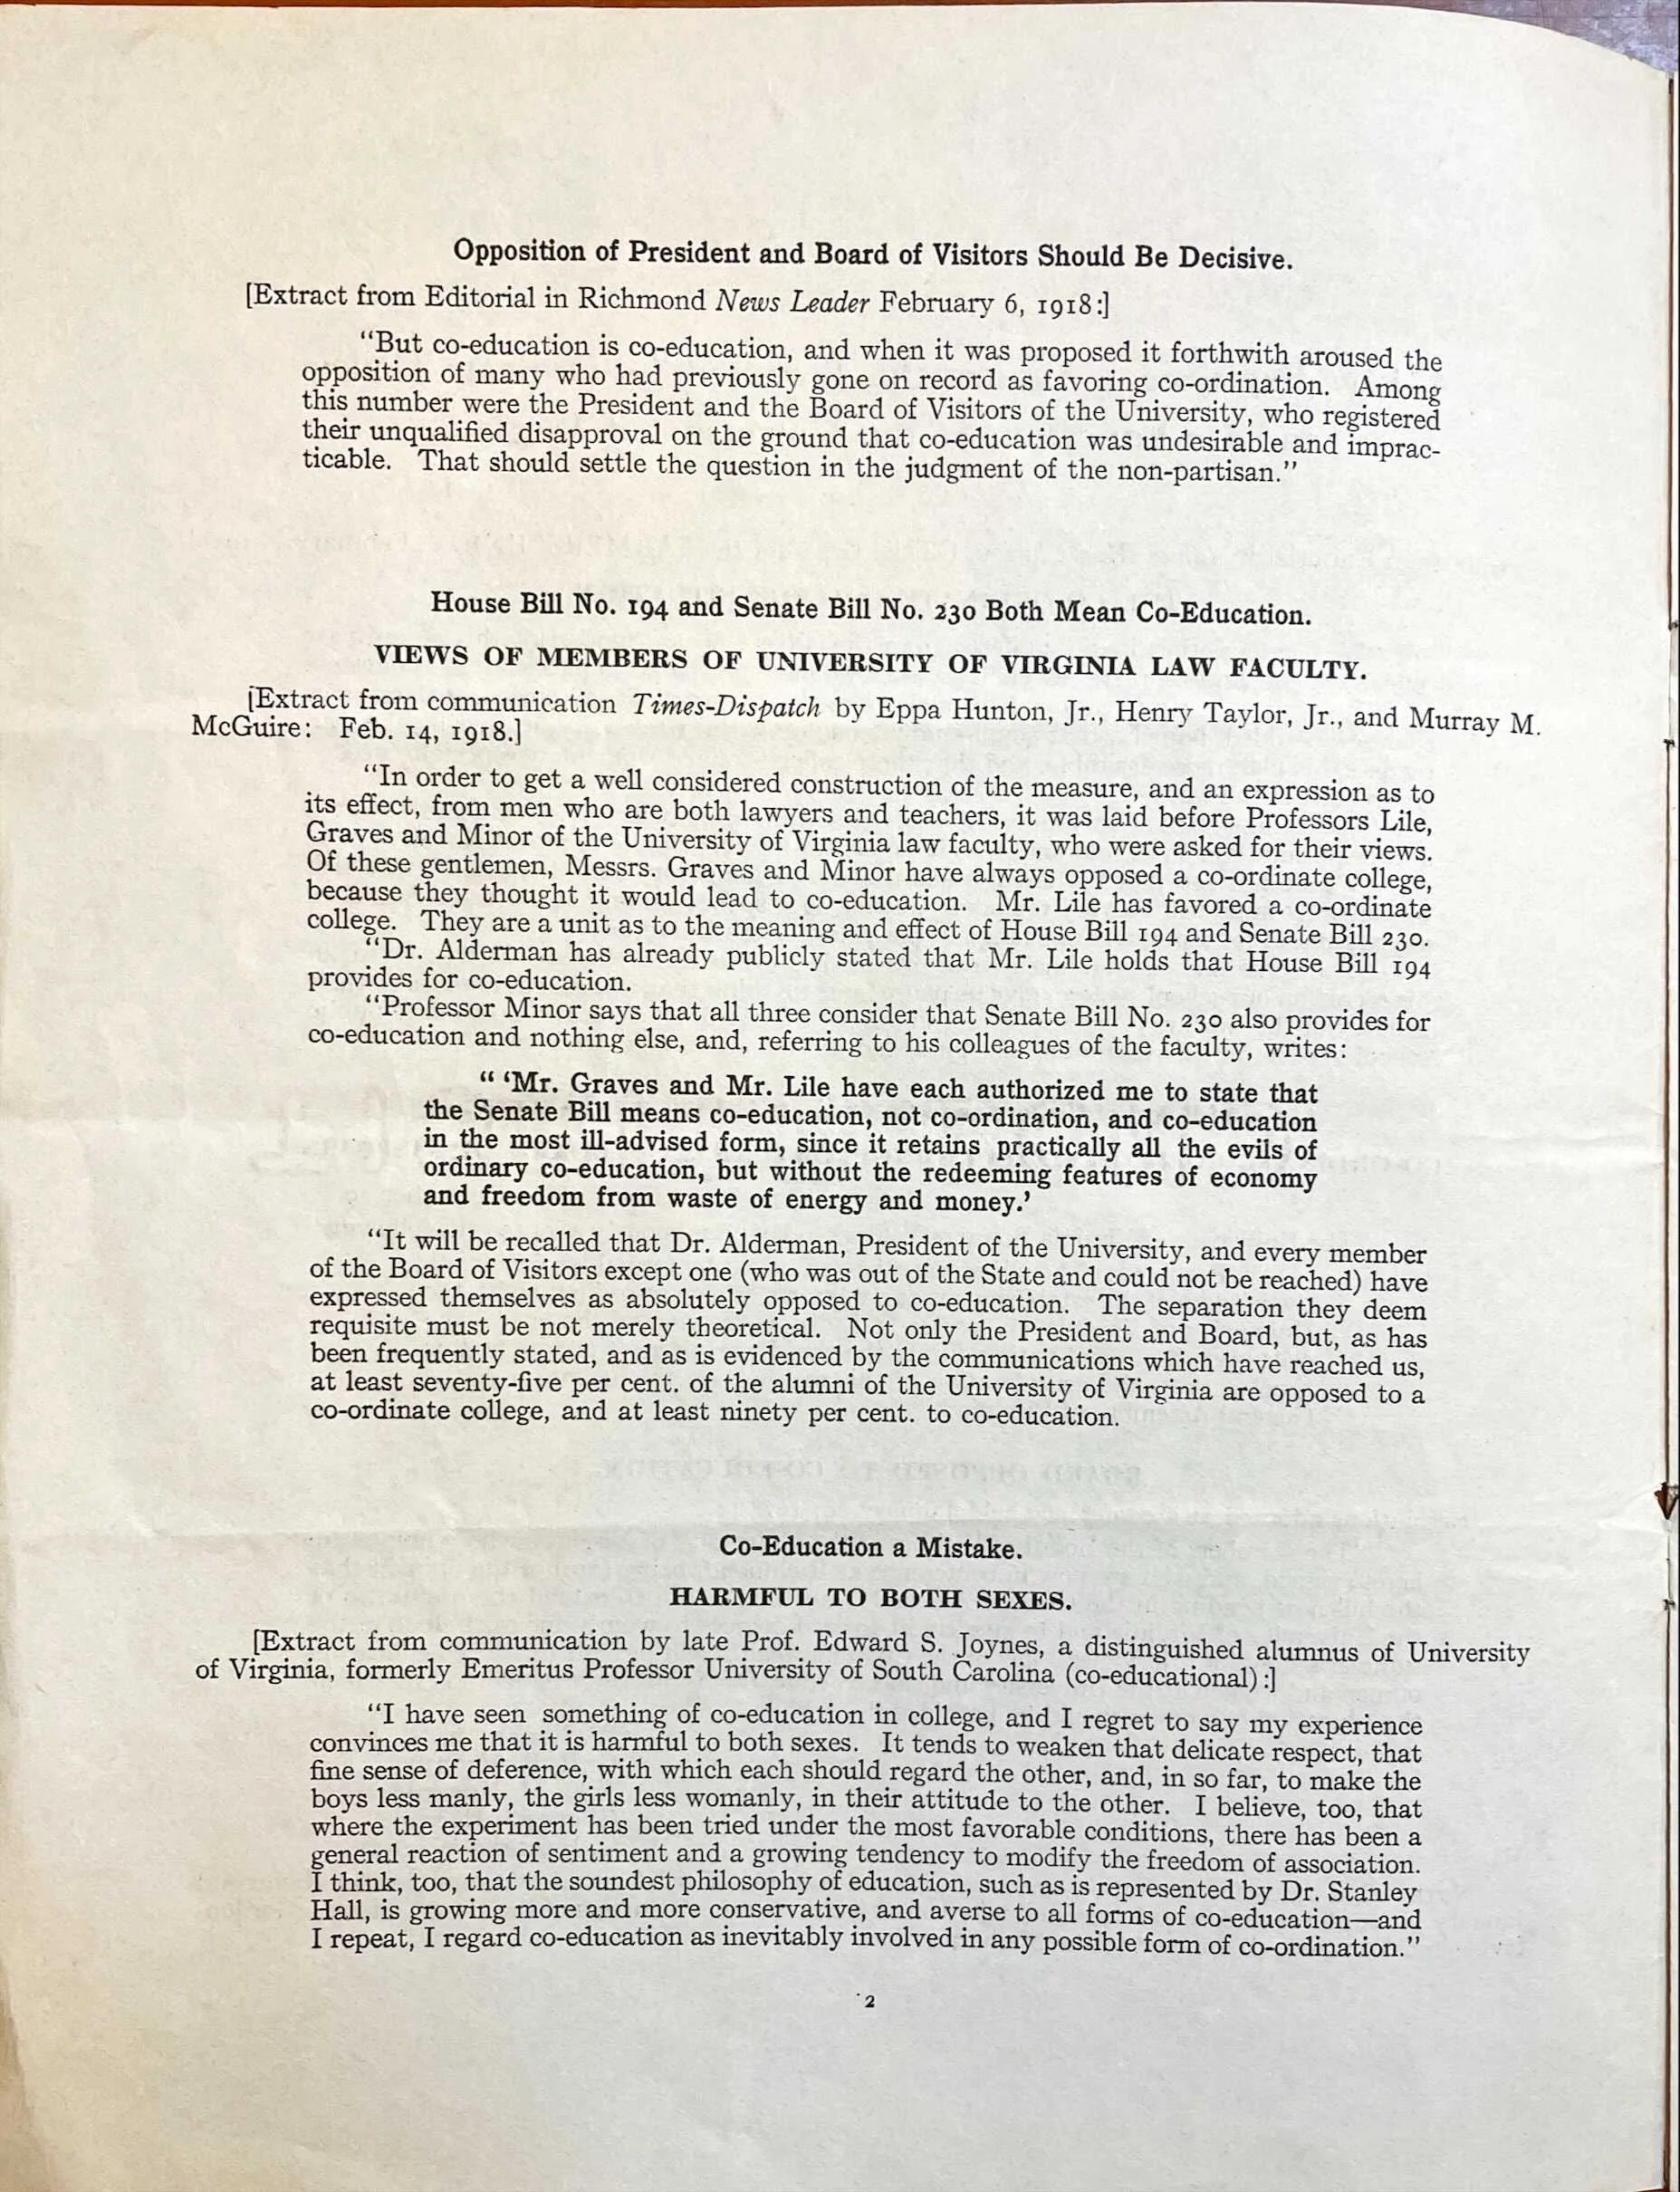 Opposition of President and Board of Visitors Should Be Decisive.
[Extract from Editorial in Richmond News Leader February 6, 1918:]
"But co-education is co-education, and when it was proposed it forthwith aroused the
opposition of many who had previously gone on record as favoring co-ordination. Among
this number were the President and the Board of Visitors of the University, who registered
their unqualified disapproval on the ground that co-education was undesirable and imprac-
ticable. That should settle the question in the judgment of the non-partisan."
House Bill No. 194 and Senate Bill No. 230 Both Mean Co-Education.
VIEWS OF MEMBERS OF UNIVERSITY OF VIRGINIA LAW FACULTY.
[Extract from communication Times-Dispatch by Eppa Hunton, Jr., Henry Taylor, Jr., and Murray M.
McGuire: Feb. 14, 1918.]
"In order to get a well considered construction of the measure, and an expression as to
its effect, from men who are both lawyers and teachers, it was laid before Professors Lile,
Graves and Minor of the University of Virginia law faculty, who were asked for their views.
Of these gentlemen, Messrs. Graves and Minor have always opposed a co-ordinate college,
because they thought it would lead to co-education. Mr. Lile has favored a co-ordinate
college. They are a unit as to the meaning and effect of House Bill 194 and Senate Bill 230.
"Dr. Alderman has already publicly stated that Mr. Lile holds that House Bill 194
provides for co-education.
"Professor Minor says that all three consider that Senate Bill No. 230 also provides for
co-education and nothing else, and, referring to his colleagues of the faculty, writes:
" 'Mr. Graves and Mr. Lile have each authorized me to state that
the Senate Bill means co-education, not co-ordination, and co-education
in the most ill-advised form, since it retains practically all the evils of
ordinary co-education, but without the redeeming features of economy
and freedom from waste of energy and money.'
"It will be recalled that Dr. Alderman, President of the University, and every member
of the Board of Visitors except one (who was out of the State and could not be reached) have
expressed themselves as absolutely opposed to co-education. The separation they deem
requisite must be not merely theoretical. Not only the President and Board, but, as has
been frequently stated, and as is evidenced by the communications which have reached us,
at least seventy-five per cent. of the alumni of the University of Virginia are opposed to a
co-ordinate college, and at least ninety per cent. to co-education.
Co-Education a Mistake.
HARMFUL TO BOTH SEXES.
[Extract from communication by late Prof. Edward S. Joynes, a distinguished alumnus of University
of Virginia, formerly Emeritus Professor University of South Carolina (co-educational):]
"I have seen something of co-education in college, and I regret to say my experience
convinces me that it is harmful to both sexes. It tends to weaken that delicate respect, that
fine sense of deference, with which each should regard the other, and, in so far, to make the
boys less manly, the girls less womanly, in their attitude to the other. I believe, too, that
where the experiment has been tried under the most favorable conditions, there has been a
general reaction of sentiment and a growing tendency to modify the freedom of association.
I think, too, that the soundest philosophy of education, such as is represented by Dr. Stanley
Hall, is growing more and more conservative, and averse to all forms of co-education—and
I repeat, I regard co-education as inevitably involved in any possible form of co-ordination."
2